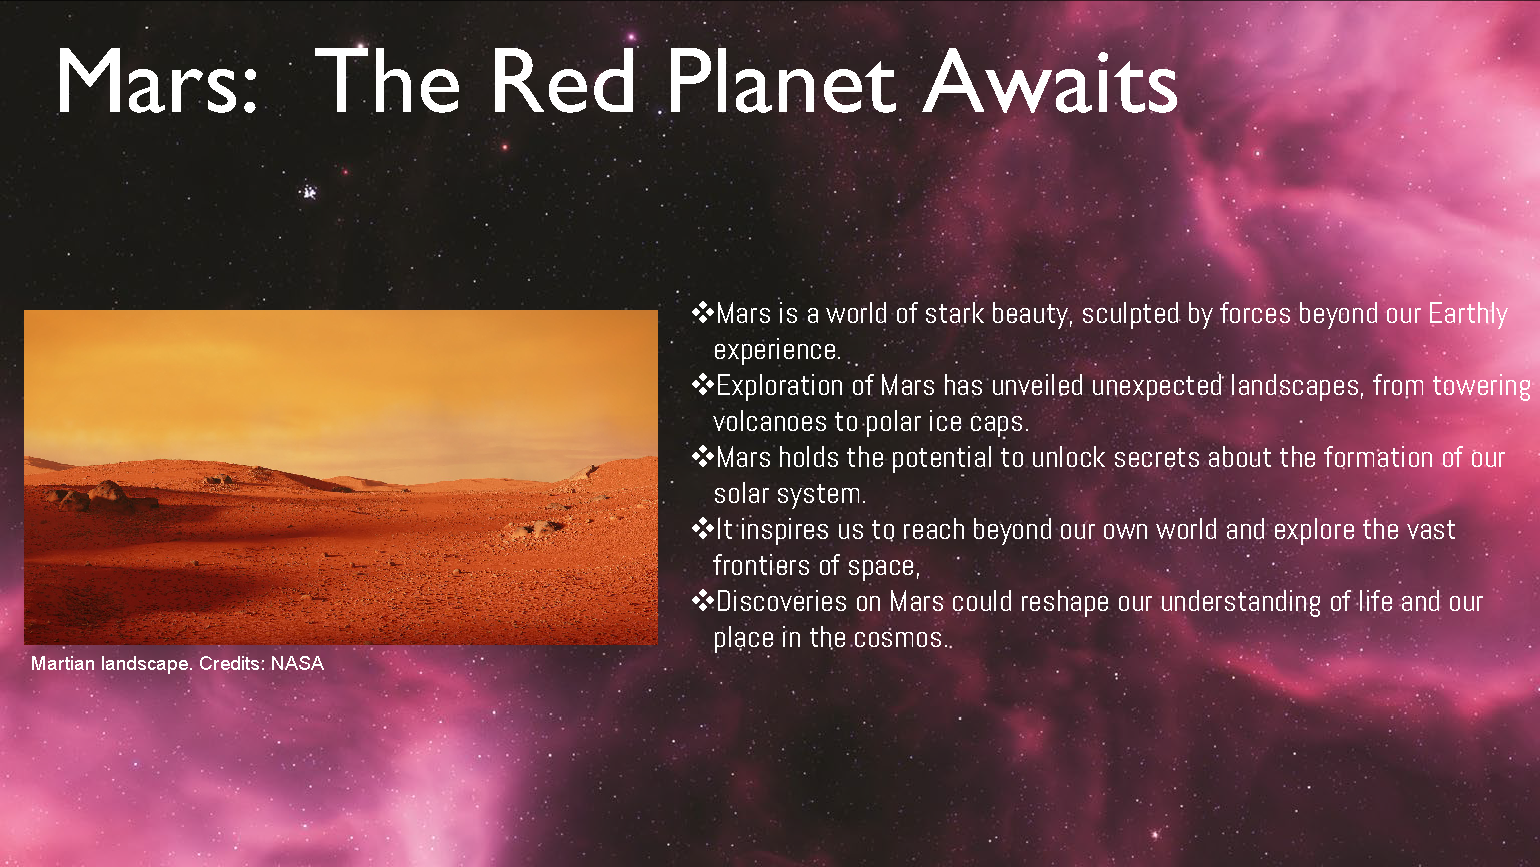 Mars:  The Red Planet Awaits
❖Mars is a world of stark beauty, sculpted by forces beyond our Earthly
experience.
❖Exploration of Mars has unveiled unexpected landscapes, from towering
volcanoes to polar ice caps.
❖Mars holds the potential to unlock secrets about the formation of our
solar system.
❖It inspires us to reach beyond our own world and explore the vast
frontiers of space,
❖Discoveries on Mars could reshape our understanding of life and our
place in the cosmos.
Martian landscape. Credits: NASA